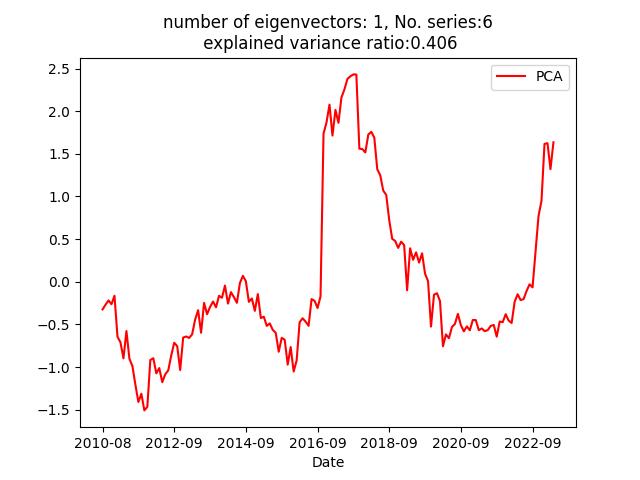 number of eigenvectors: 1, No. series:6
explained variance ratio:0.406
PCA
2.5
2.0
1.5
1.0
0.5
0.0
−0.5
−1.0
−1.5
2010-08 2012-09 2014-09 2016-09 2018-09 2020-09 2022-09
Date